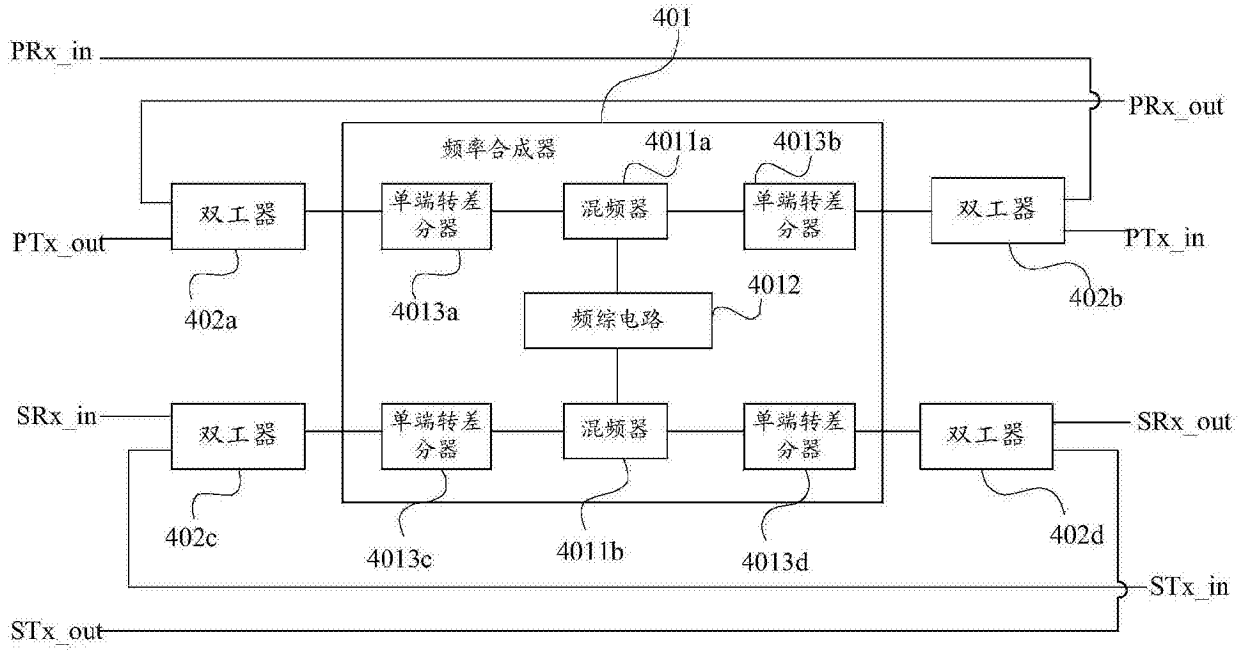 401
PRx_in
PRx_out
频率合成器
4011a
4013b
双工器
单端转差
分器
混频器
单端转差
分器
双工器
PTx_out
PTx_in
402a
4013a
4012
402b
频综电路
SRx_in
双工器
单端转差
分器
混频器
单端转差
分器
双工器
SRx_out
402c
4013c
4011b
4013d
402d
STx_in
STx_out